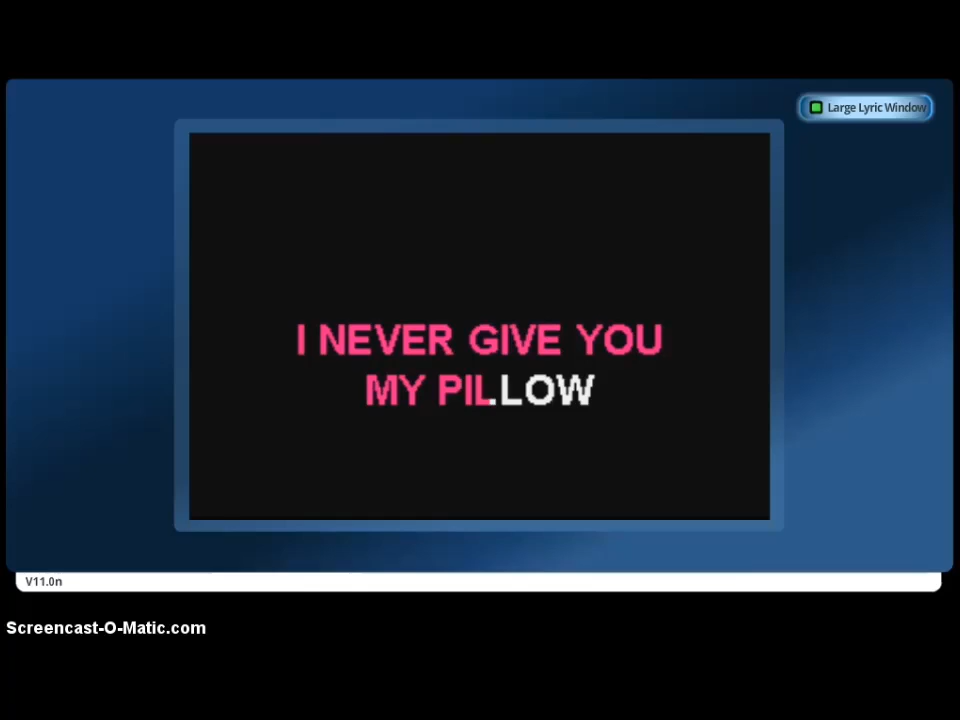 Large Lyric Window
I NEVER GIVE YOU
MY PILLOW
V11.0n
Screencast-O-Matic.com